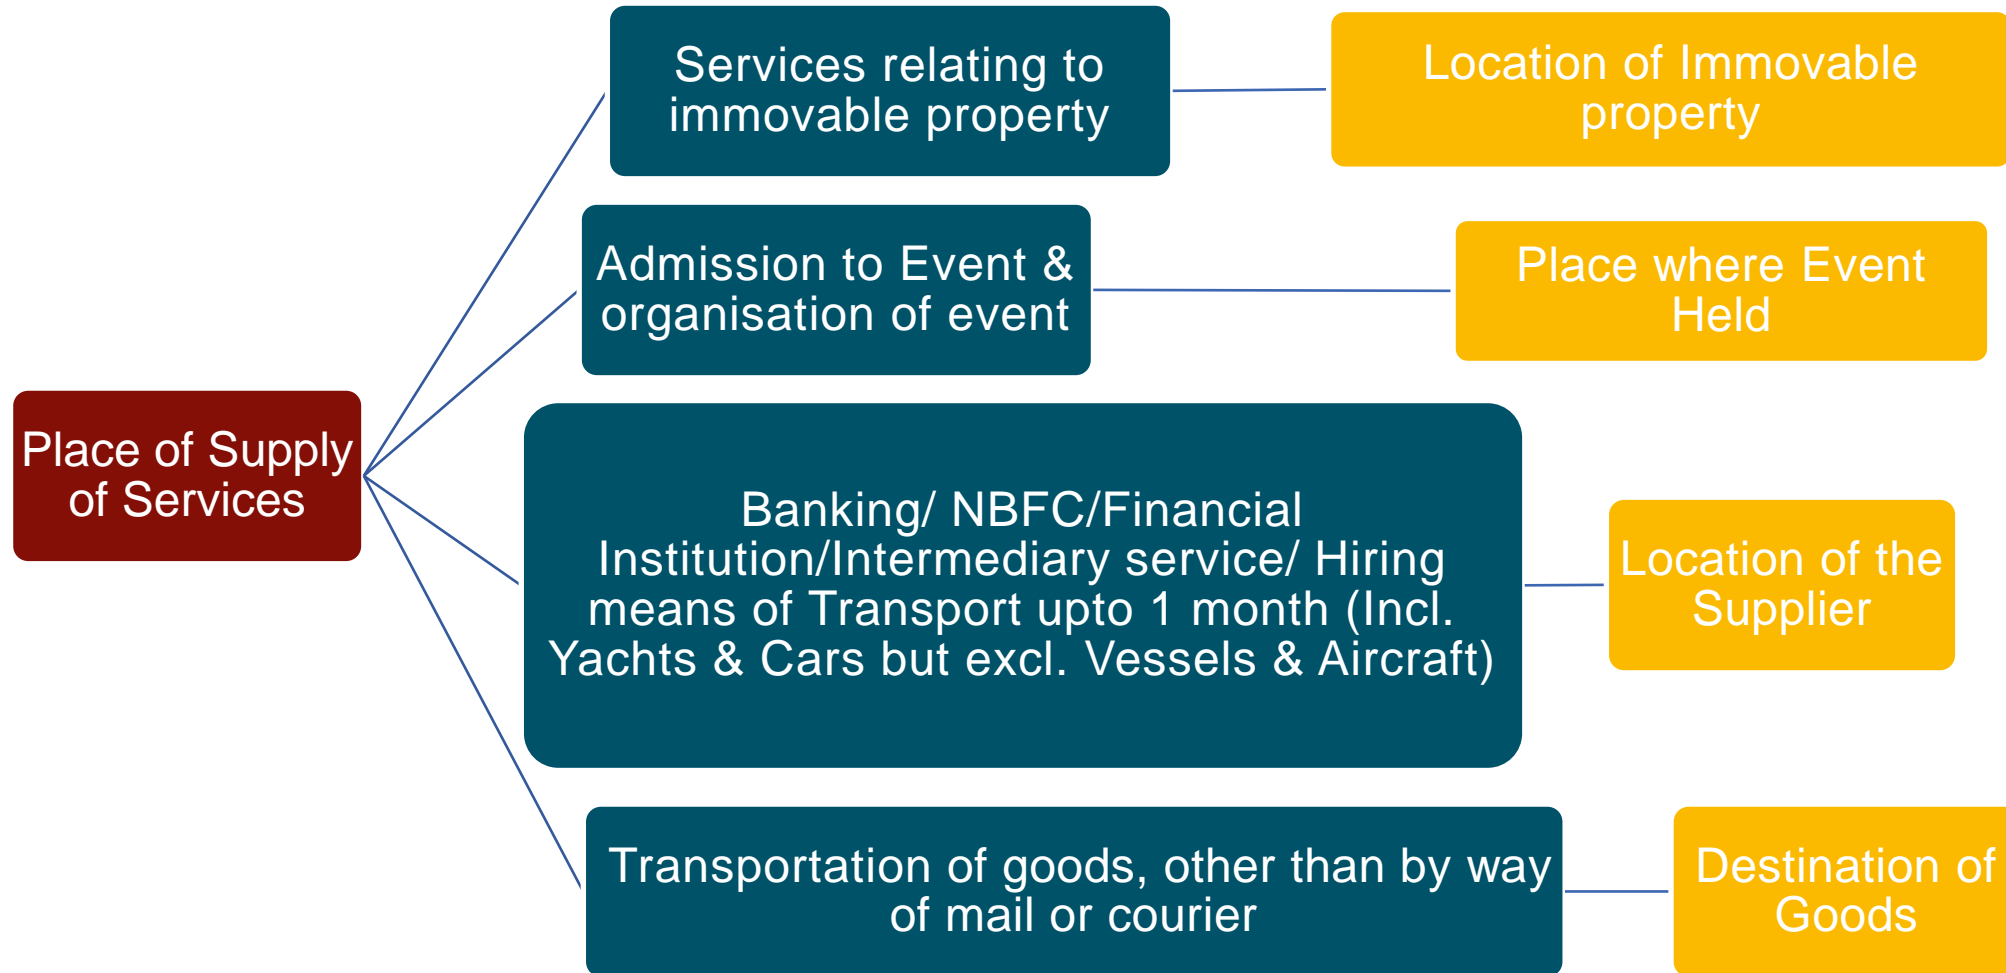 Services relating to
immovable property
Location of Immovable
property
Admission to Event &
organisation of event
Place where Event
Held
Place of Supply
of Services
Banking/ NBFC/Financial
Institution/Intermediary service/ Hiring
means of Transport upto 1 month (Incl.
Yachts & Cars but excl. Vessels & Aircraft)
Location of the
Supplier
Transportation of goods, other than by way
of mail or courier
Destination of
Goods